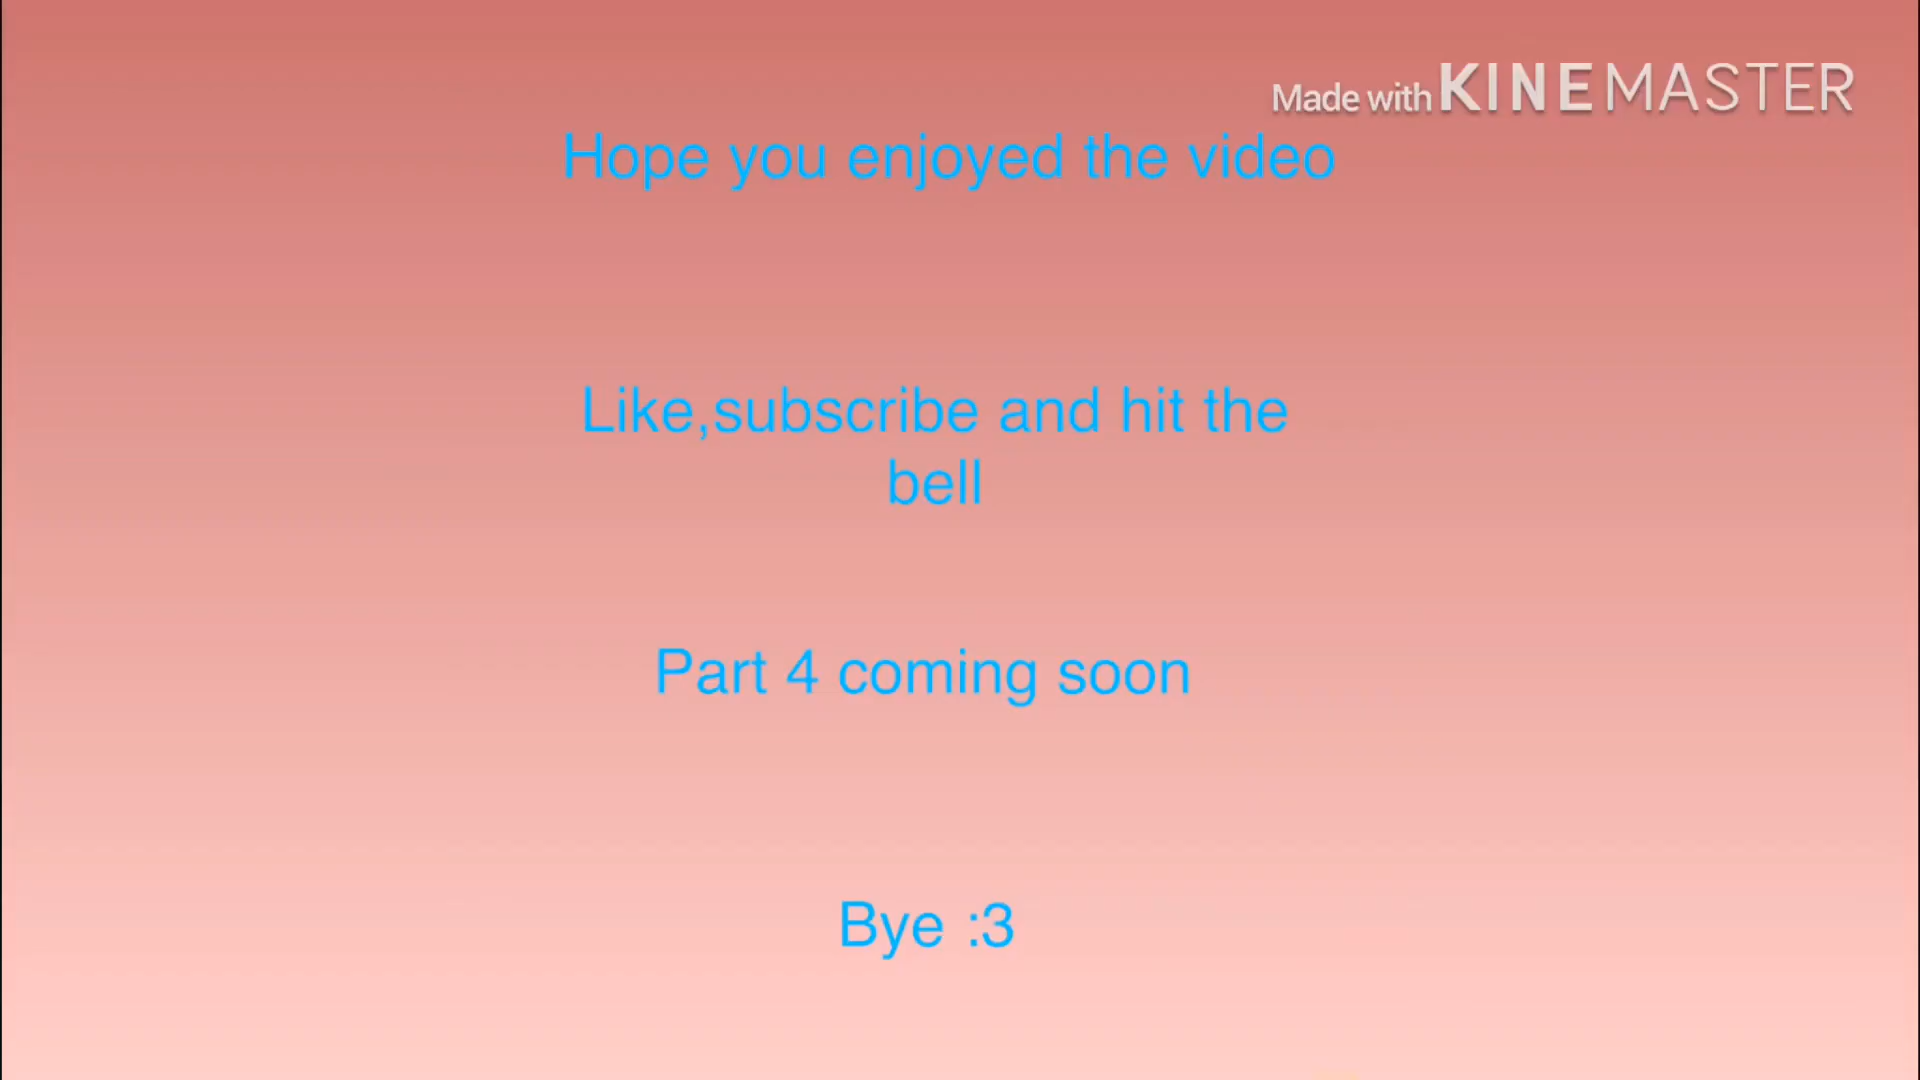 Made with KINEMASTER
Hope you enjoyed the video
Like,subscribe and hit the
bell
Part 4 coming soon
Bye :3